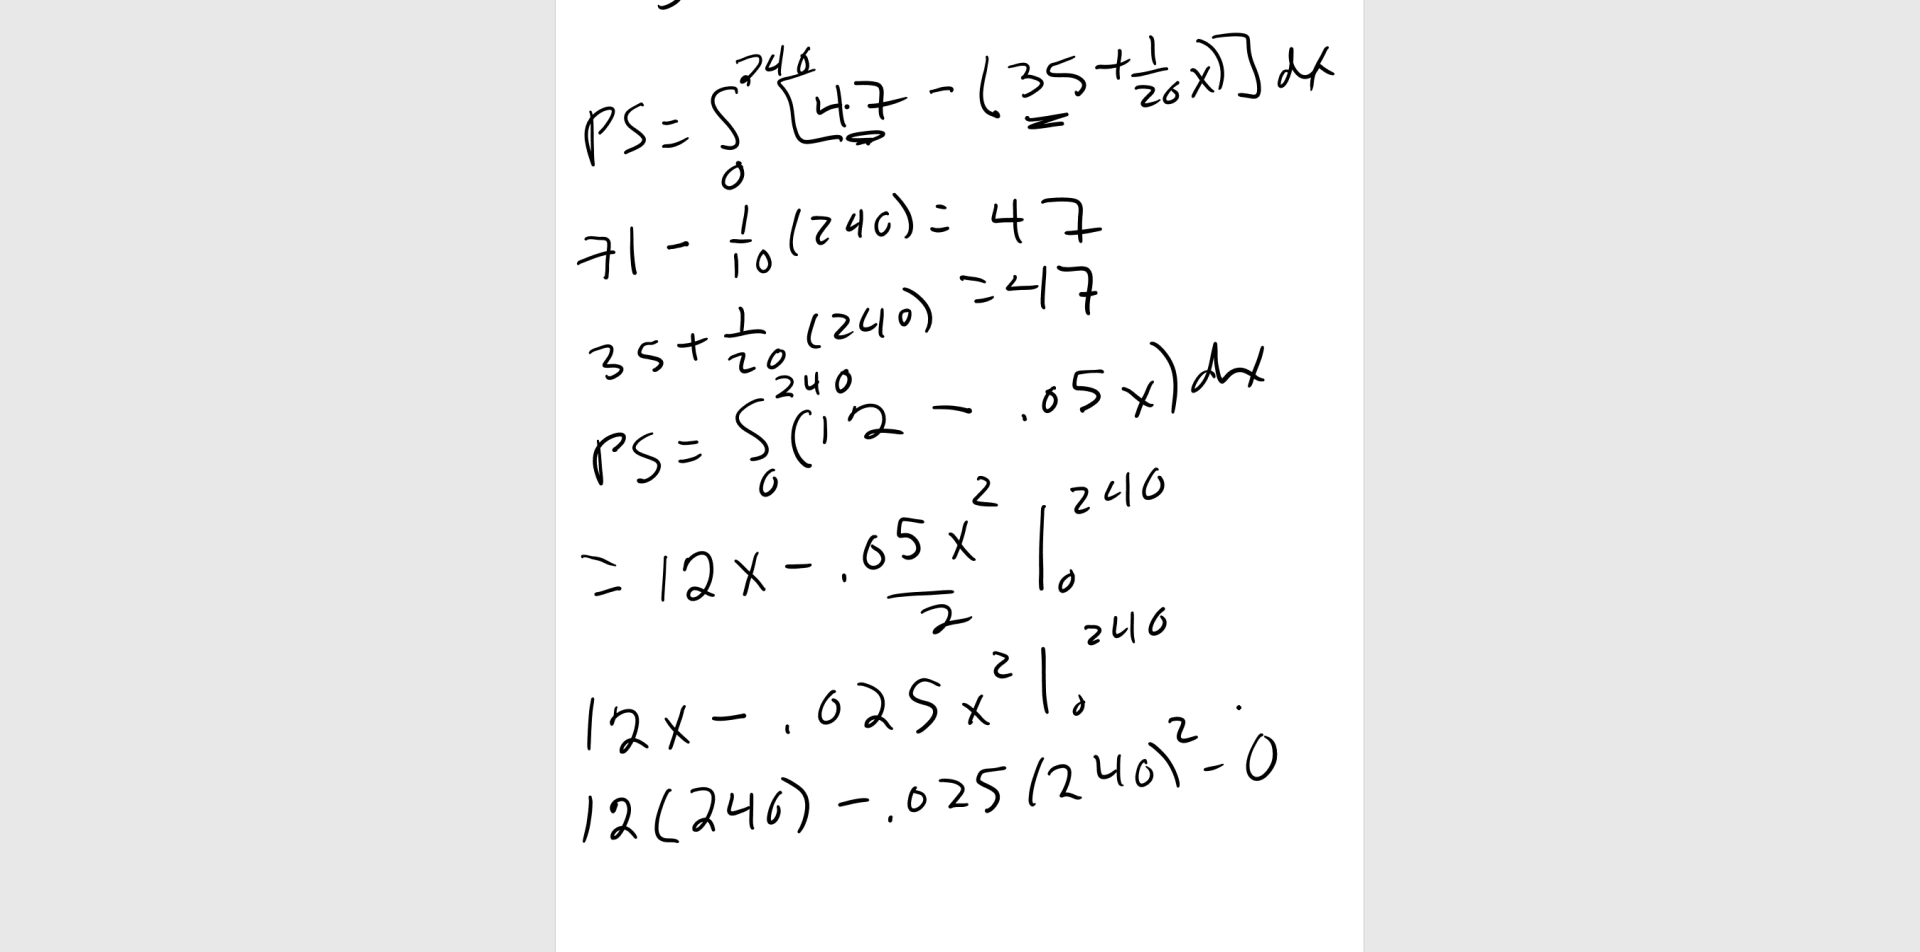 PS = ∫₀²⁴⁰ [47 - (35 + 1/20 x)] dx
71 - 1/10 (240) = 47
35 + 1/20 (240) = 47
PS = ∫₀²⁴⁰ (12 - .05x) dx
= 12x - .05x²/2 |₀²⁴⁰
12x - .025x² |₀²⁴⁰
12(240) - .025(240)² - 0